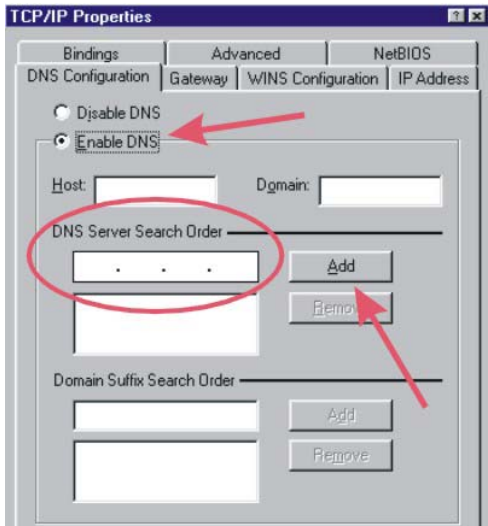 TCP/IP Properties
Bindings Advanced NetBIOS
DNS Configuration Gateway WINS Configuration IP Address
Disable DNS
Enable DNS
Host: Domain:
DNS Server Search Order
. . . Add
Remove
Domain Suffix Search Order
Add
Remove